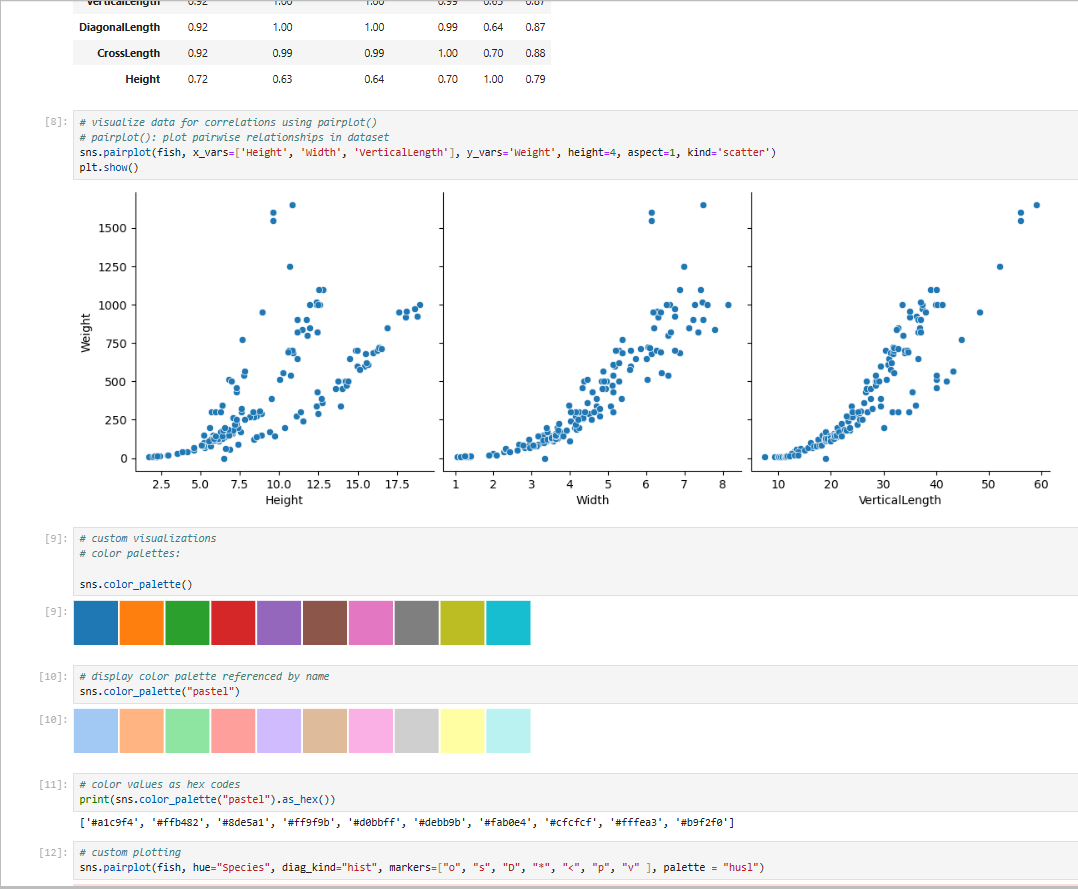 VerticalLength 0.92 1.00 1.00 0.99 0.63 0.87
DiagonalLength 0.92 1.00 1.00 0.99 0.64 0.87
CrossLength 0.92 0.99 0.99 1.00 0.70 0.88
Height 0.72 0.63 0.64 0.70 1.00 0.79
[8]: # visualize data for correlations using pairplot()
# pairplot(): plot pairwise relationships in dataset
sns.pairplot(fish, x_vars=['Height', 'Width', 'VerticalLength'], y_vars='Weight', height=4, aspect=1, kind='scatter')
plt.show()
1500
1250
1000
750
500
250
0
Weight
2.5 5.0 7.5 10.0 12.5 15.0 17.5
Height
1 2 3 4 5 6 7 8
Width
10 20 30 40 50 60
VerticalLength
[9]: # custom visualizations
# color palettes:
sns.color_palette()
[9]:
[10]: # display color palette referenced by name
sns.color_palette("pastel")
[10]:
[11]: # color values as hex codes
print(sns.color_palette("pastel").as_hex())
['#a1c9f4', '#ffb482', '#8de5a1', '#ff9f9b', '#d0bbff', '#debb9b', '#fab0e4', '#cfcfcf', '#fffea3', '#b9f2f0']
[12]: # custom plotting
sns.pairplot(fish, hue="Species", diag_kind="hist", markers=["o", "s", "D", "*", "<", "p", "v" ], palette = "husl")